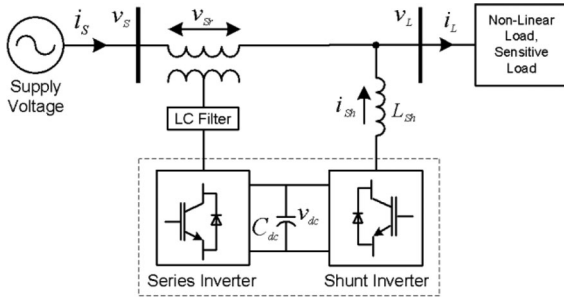 i_S
v_S
v_Sr
v_L
i_L
Non-Linear
Load,
Sensitive
Load
Supply
Voltage
LC Filter
i_Sh
L_Sh
C_dc
v_dc
Series Inverter
Shunt Inverter